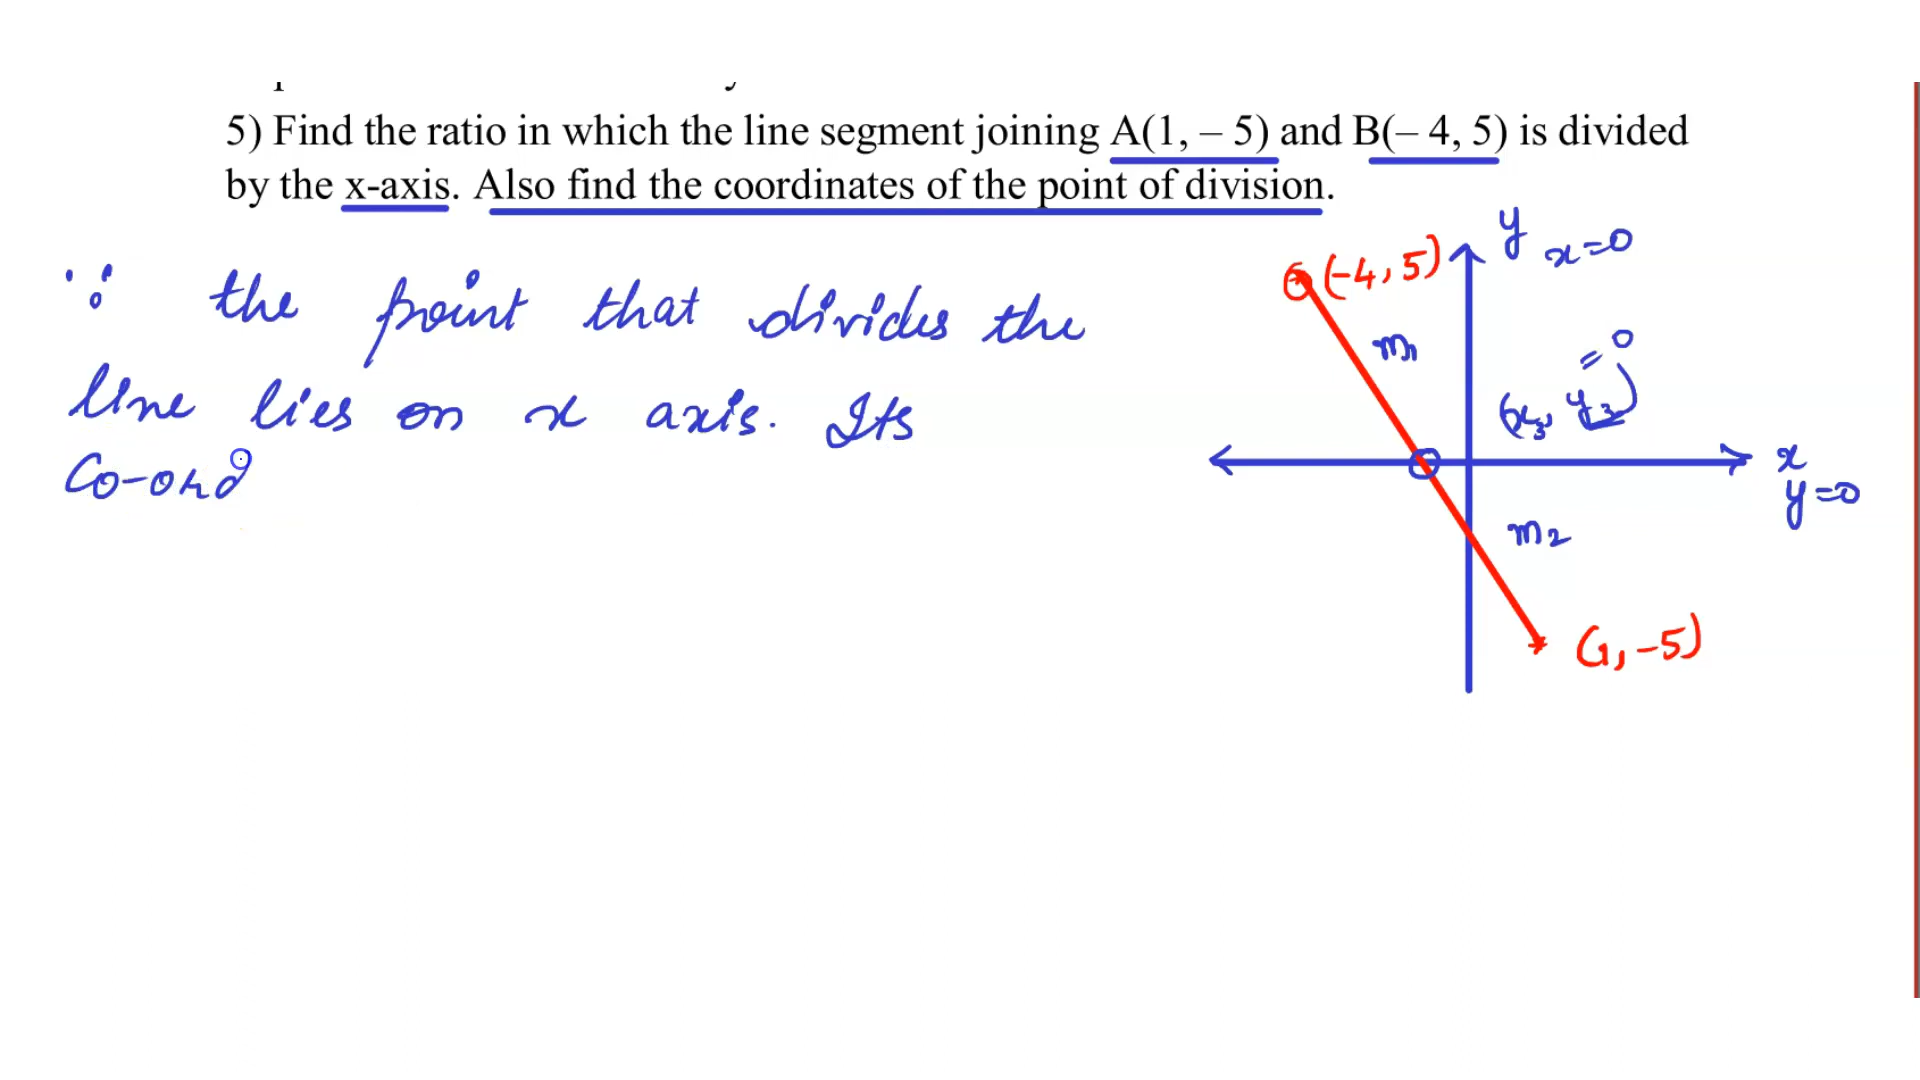 5) Find the ratio in which the line segment joining A(1, – 5) and B(– 4, 5) is divided
by the x-axis. Also find the coordinates of the point of division.
∵ the point that divides the
line lies on x axis. Its
Co-ord
y x=0
(-4, 5)
m₁
= 0
(x₃, y₃)
x
y=0
m₂
(1, -5)